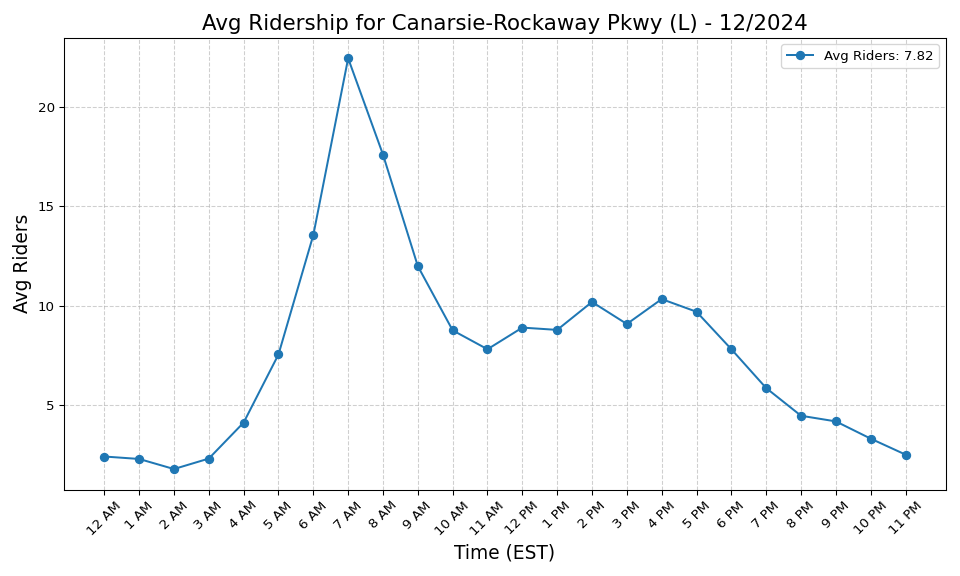 Avg Ridership for Canarsie-Rockaway Pkwy (L) - 12/2024
Avg Riders: 7.82
Avg Riders
20
15
10
5
12 AM
1 AM
2 AM
3 AM
4 AM
5 AM
6 AM
7 AM
8 AM
9 AM
10 AM
11 AM
12 PM
1 PM
2 PM
3 PM
4 PM
5 PM
6 PM
7 PM
8 PM
9 PM
10 PM
11 PM
Time (EST)